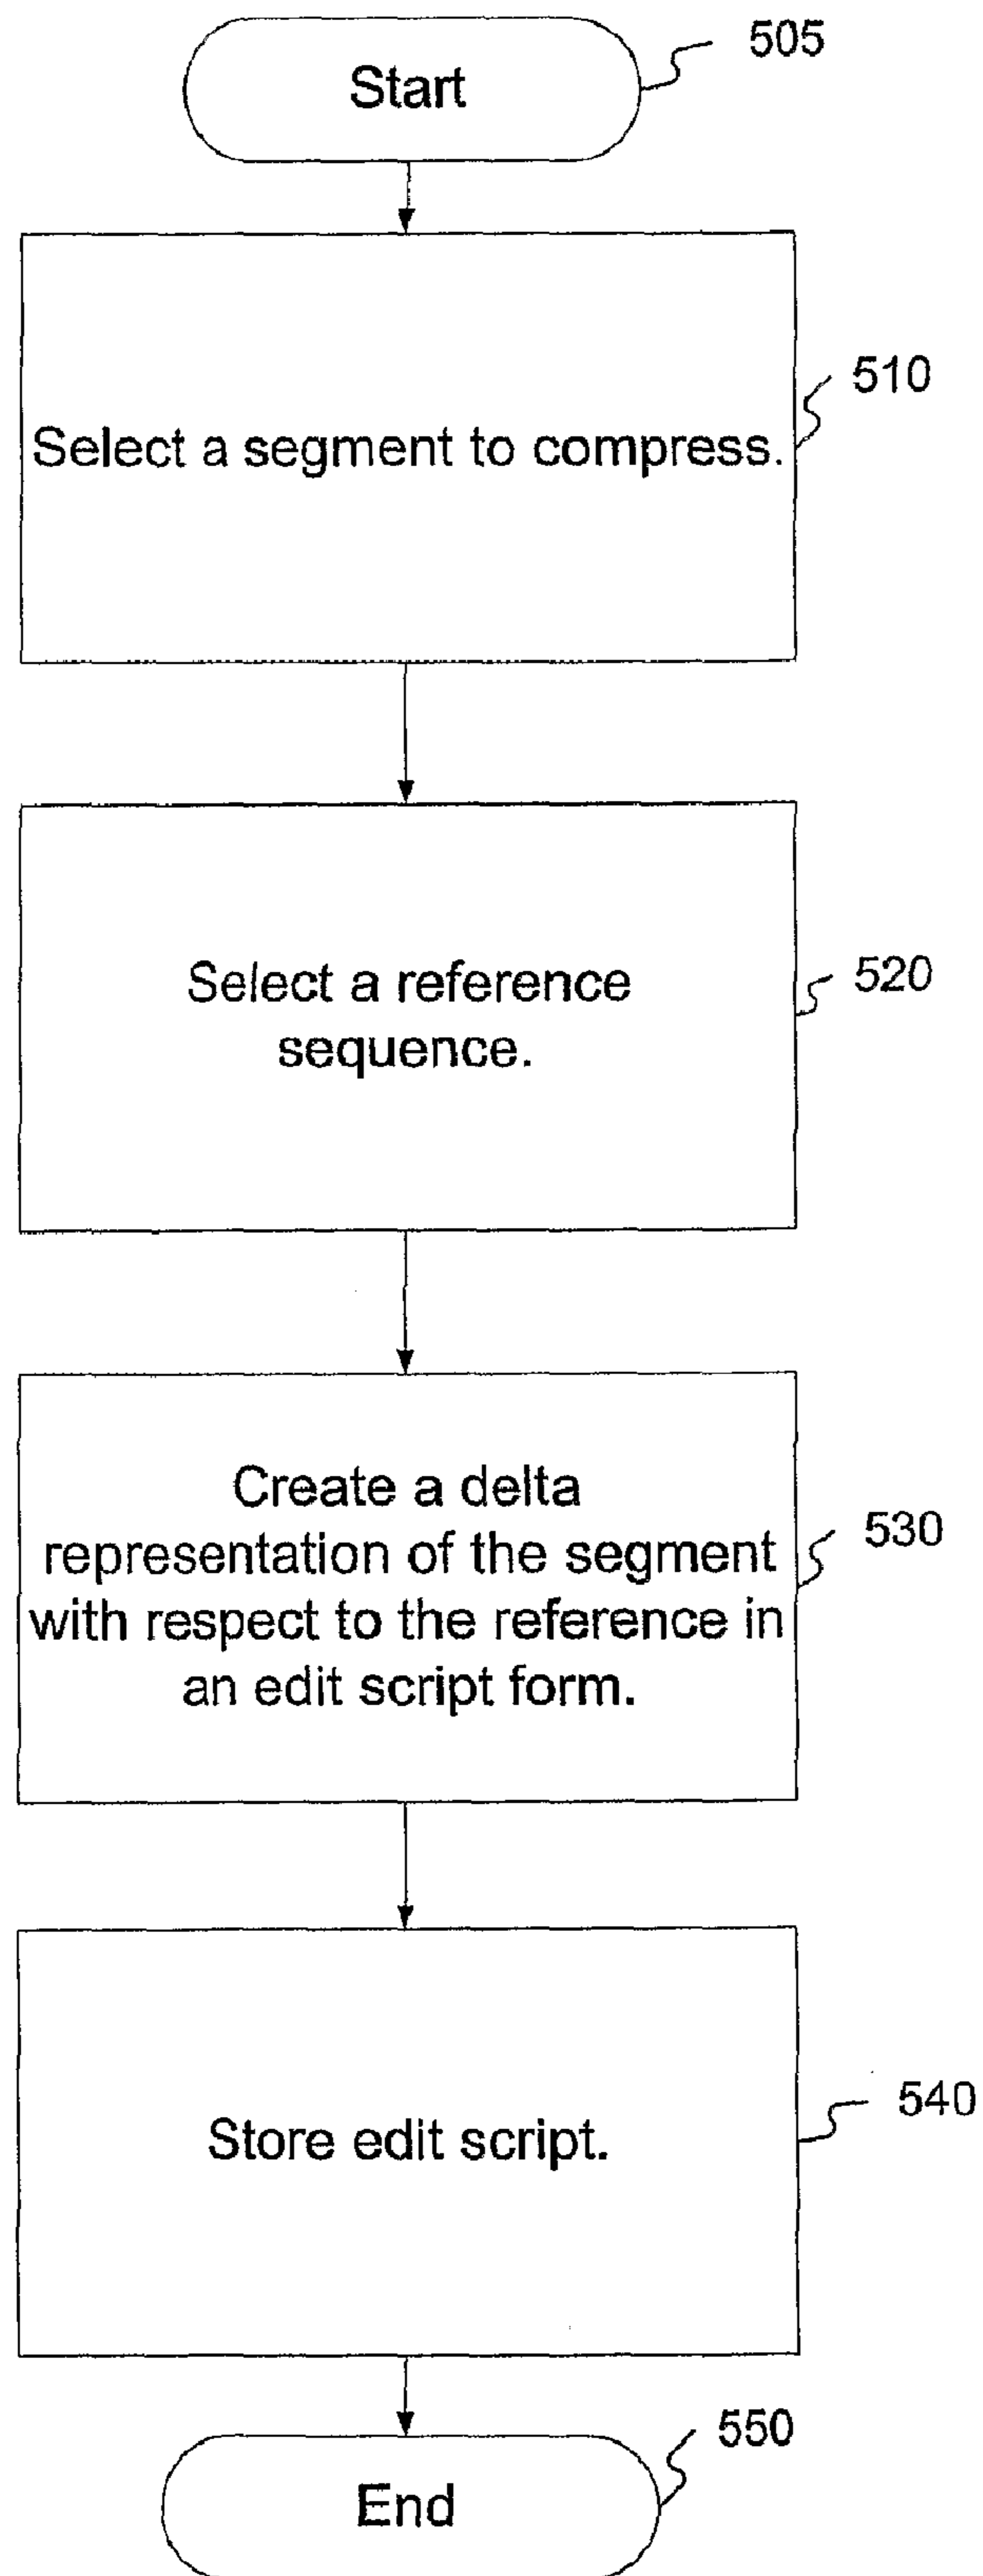 Start
505
Select a segment to compress.
510
Select a reference
sequence.
520
Create a delta
representation of the segment
with respect to the reference in
an edit script form.
530
Store edit script.
540
End
550